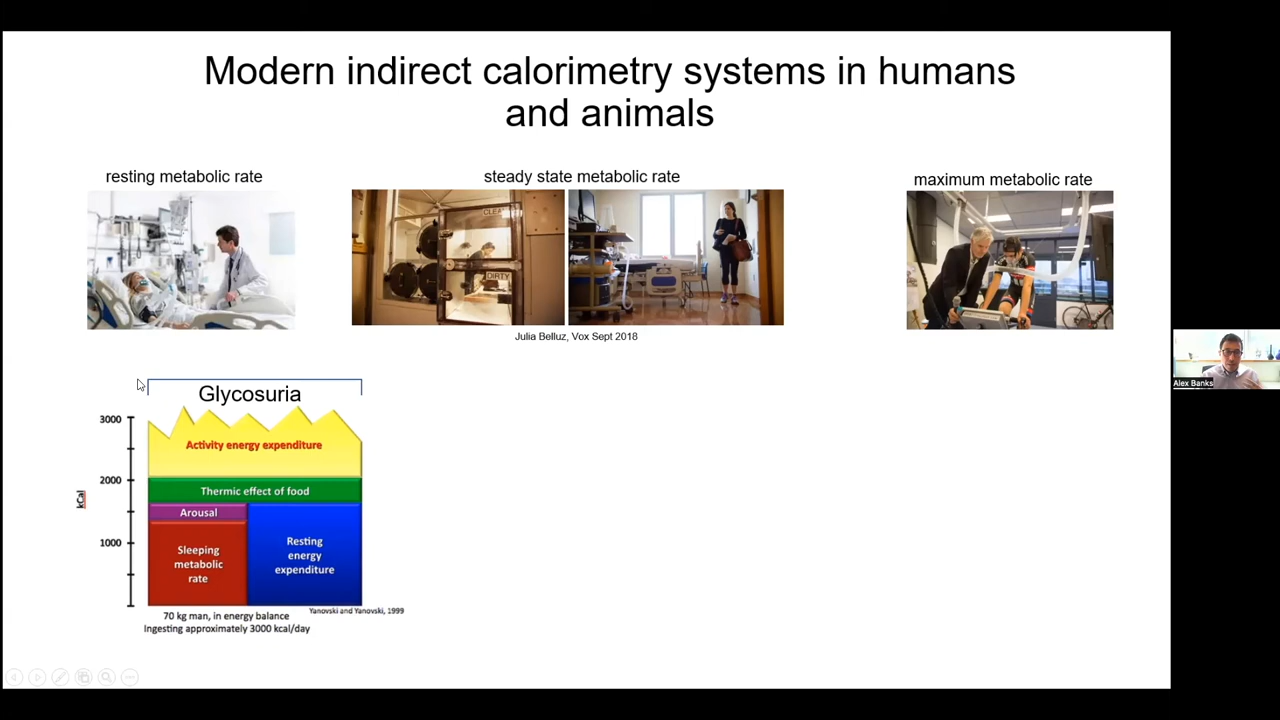 Modern indirect calorimetry systems in humans
and animals
resting metabolic rate
steady state metabolic rate
maximum metabolic rate
CLEA
DIRTY
Julia Belluz, Vox Sept 2018
Alex Banks
Glycosuria
3000
Activity energy expenditure
2000
Thermic effect of food
kCal
Arousal
1000
Sleeping
metabolic
rate
Resting
energy
expenditure
Yanovski and Yanovski, 1999
70 kg man, in energy balance
Ingesting approximately 3000 kcal/day